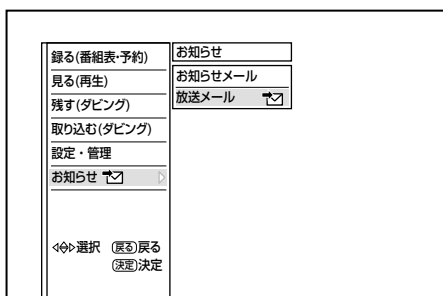 録る(番組表･予約)
見る(再生)
残す(ダビング)
取り込む(ダビング)
設定・管理
お知らせ
選択 戻る戻る
決定決定
お知らせ
お知らせメール
放送メール